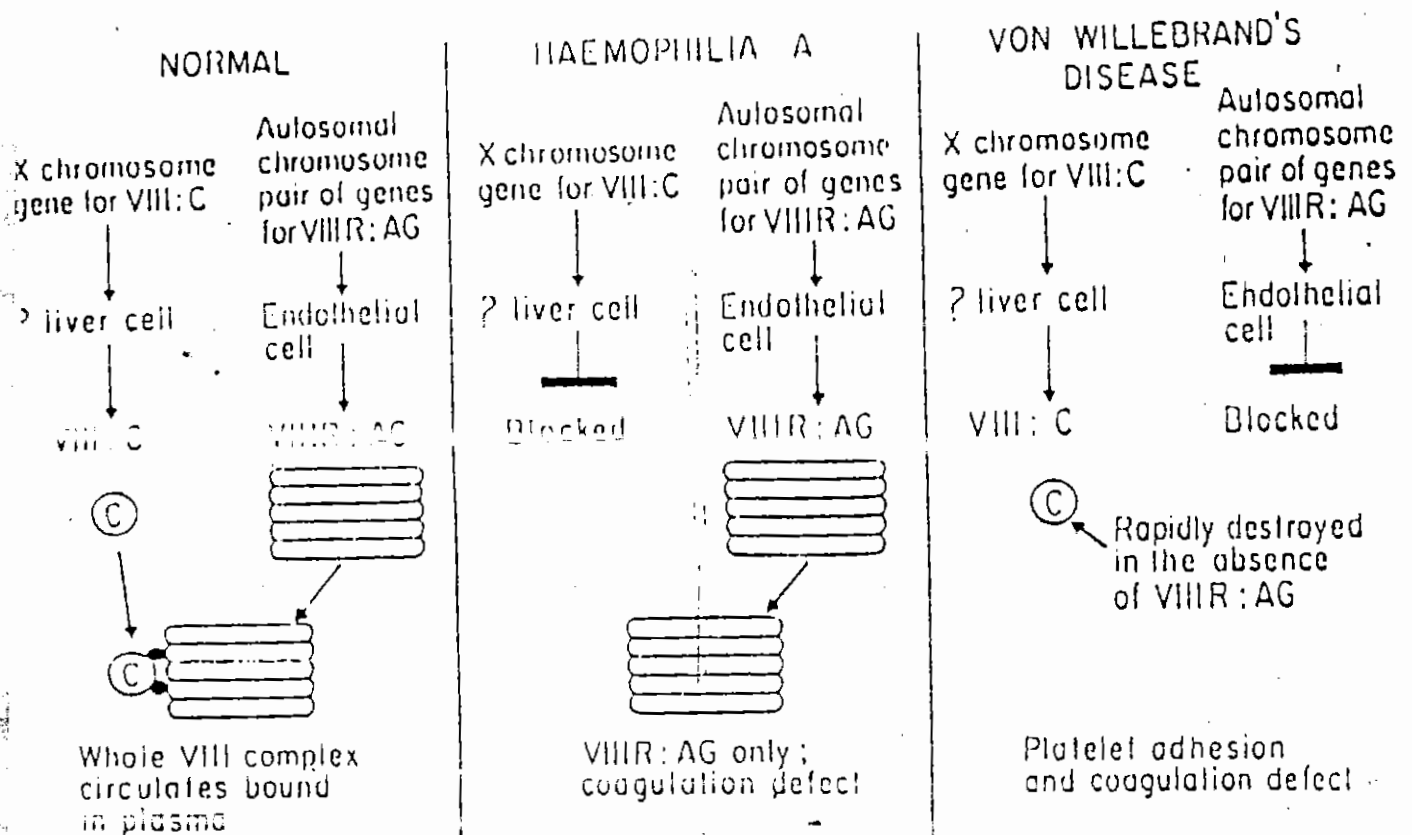 NORMAL
X chromosome
gene for VIII:C
Autosomal
chromosome
pair of genes
for VIIIR:AG
? liver cell
Endothelial
cell
VIII:C
VIIIR:AG
C
C
Whole VIII complex
circulates bound
in plasma
HAEMOPHILIA A
X chromosome
gene for VIII:C
Autosomal
chromosome
pair of genes
for VIIIR:AG
? liver cell
Endothelial
cell
Blocked
VIIIR:AG
VIIIR:AG only;
coagulation defect
VON WILLEBRAND'S
DISEASE
X chromosome
gene for VIII:C
Autosomal
chromosome
pair of genes
for VIIIR:AG
? liver cell
Endothelial
cell
VIII:C
Blocked
C
Rapidly destroyed
in the absence
of VIIIR:AG
Platelet adhesion
and coagulation defect